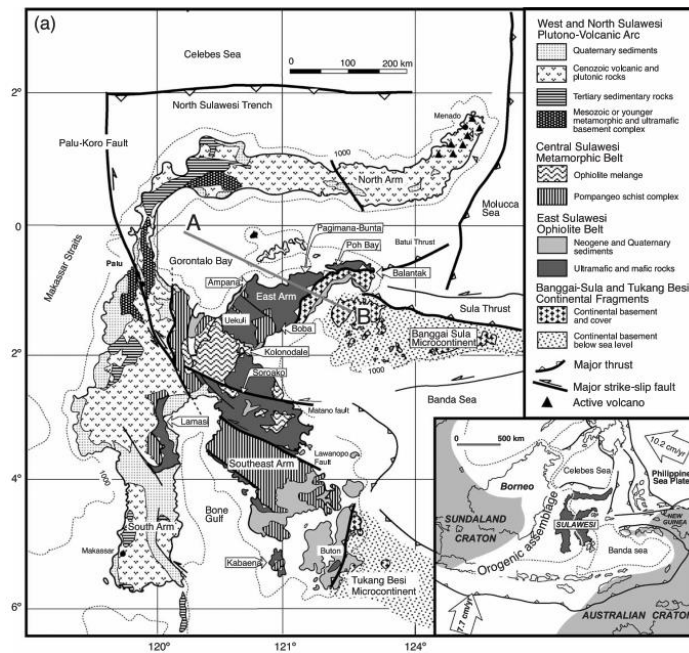 (a)
Celebes Sea
0 100 200 km
North Sulawesi Trench
Palu-Koro Fault
Menado
1000
North Arm
Molucca
Sea
A
Pagimana-Bunta
Poh Bay
Batui Thrust
Makassar Straits
Palu
Gorontalo Bay
Balantak
Ampana
East Arm
Sula Thrust
Uekuli
Boba
B
Banggai Sula
Microcontinent
Kolonodale
1000
Soroako
Banda Sea
Matano fault
Lamasi
Lawanopo
Fault
Southeast Arm
1000
Bone
Gulf
South Arm
Makassar
Kabaena
Buton
Tukang Besi
Microcontinent
2°
0
2°
4°
6°
120°
121°
124°
West and North Sulawesi
Plutono-Volcanic Arc
Quaternary sediments
Cenozoic volcanic and
plutonic rocks
Tertiary sedimentary rocks
Mesozoic or younger
metamorphic and ultramafic
basement complex
Central Sulawesi
Metamorphic Belt
Ophiolite melange
Pompangeo schist complex
East Sulawesi
Ophiolite Belt
Neogene and Quaternary
sediments
Ultramafic and mafic rocks
Banggai-Sula and Tukang Besi
Continental Fragments
Continental basement
and cover
Continental basement
below sea level
Major thrust
Major strike-slip fault
Active volcano
0 500 km
10.2 cm/yr
Celebes Sea
Philippine
Sea Plate
Borneo
SUNDALAND
CRATON
SULAWESI
NEW
GUINEA
Orogenic assemblage
Banda sea
7.7 cm/yr
AUSTRALIAN CRATON